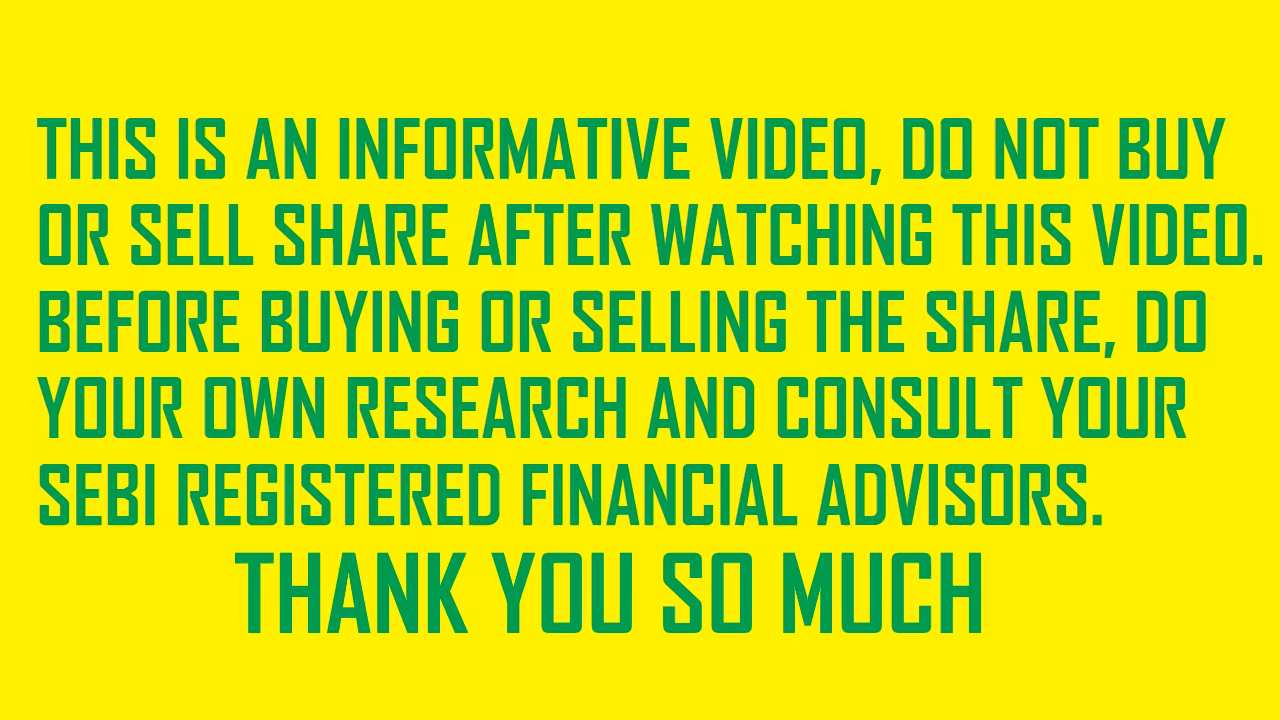 THIS IS AN INFORMATIVE VIDEO, DO NOT BUY
OR SELL SHARE AFTER WATCHING THIS VIDEO.
BEFORE BUYING OR SELLING THE SHARE, DO
YOUR OWN RESEARCH AND CONSULT YOUR
SEBI REGISTERED FINANCIAL ADVISORS.
THANK YOU SO MUCH